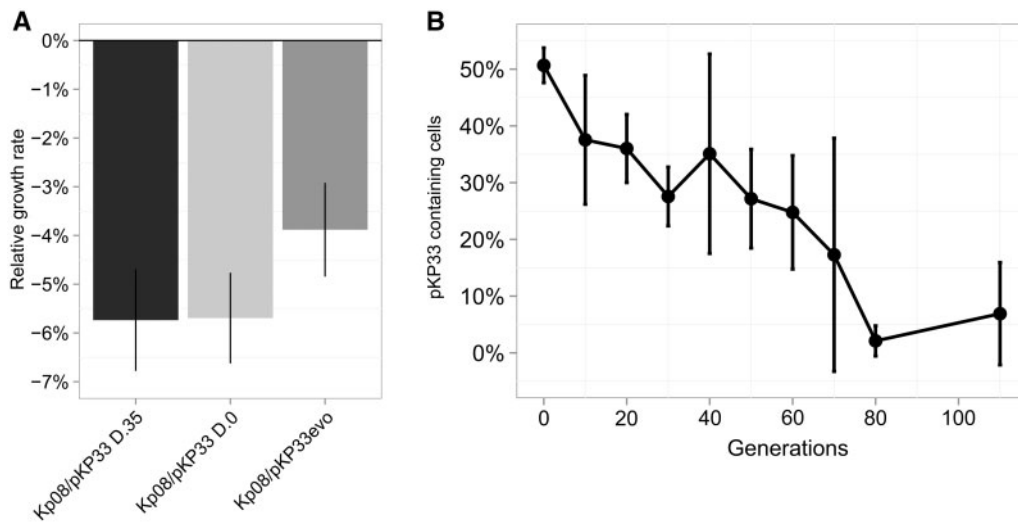 A
0%
−1%
−2%
−3%
−4%
−5%
−6%
−7%
Relative growth rate
Kp08/pKP33 D.35
Kp08/pKP33 D.0
Kp08/pKP33evo
B
50%
40%
30%
20%
10%
0%
pKP33 containing cells
0 20 40 60 80 100
Generations